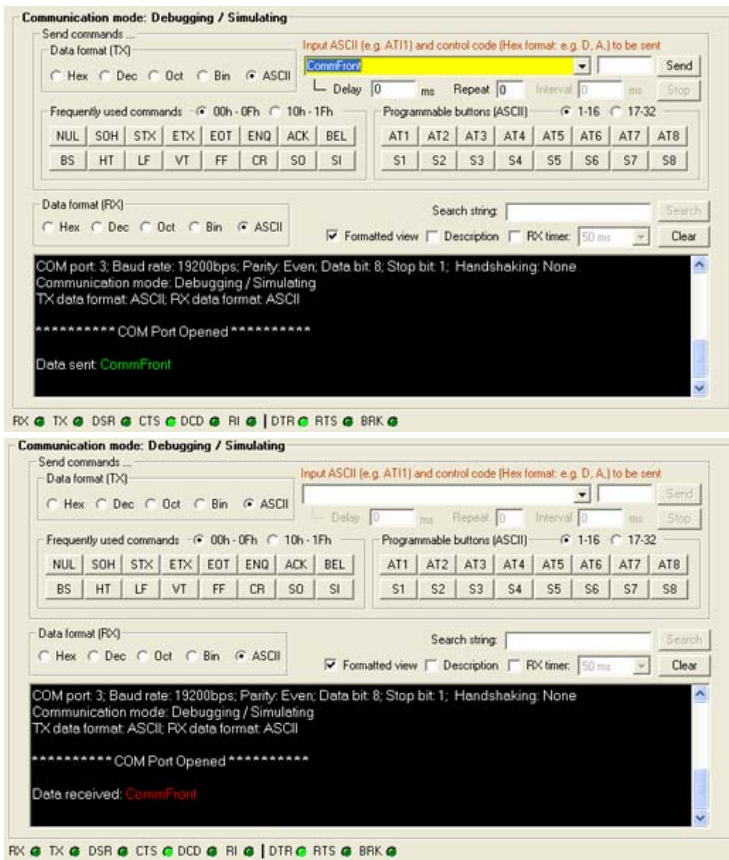 Communication mode: Debugging / Simulating
Send commands ...
Data format (TX)
Input ASCII (e.g. ATI1) and control code (Hex format: e.g. D, A,) to be sent
Hex Dec Oct Bin ASCII
CommFront
Send
Delay 0 ms Repeat 0 Interval 0 ms Stop
Frequently used commands 00h - 0Fh 10h - 1Fh
Programmable buttons (ASCII) 1-16 17-32
NUL SOH STX ETX EOT ENQ ACK BEL
AT1 AT2 AT3 AT4 AT5 AT6 AT7 AT8
BS HT LF VT FF CR SO SI
S1 S2 S3 S4 S5 S6 S7 S8
Data format (RX)
Search string: Search
Hex Dec Oct Bin ASCII
Formatted view Description RX timer: 50 ms Clear
COM port: 3; Baud rate: 19200bps; Parity: Even; Data bit: 8; Stop bit: 1; Handshaking: None
Communication mode: Debugging / Simulating
TX data format: ASCII; RX data format: ASCII
********** COM Port Opened **********
Data sent: CommFront
RX TX DSR CTS DCD RI | DTR RTS BRK
Communication mode: Debugging / Simulating
Send commands ...
Data format (TX)
Input ASCII (e.g. ATI1) and control code (Hex format: e.g. D, A,) to be sent
Hex Dec Oct Bin ASCII
Send
Delay 0 ms Repeat 0 Interval 0 ms Stop
Frequently used commands 00h - 0Fh 10h - 1Fh
Programmable buttons (ASCII) 1-16 17-32
NUL SOH STX ETX EOT ENQ ACK BEL
AT1 AT2 AT3 AT4 AT5 AT6 AT7 AT8
BS HT LF VT FF CR SO SI
S1 S2 S3 S4 S5 S6 S7 S8
Data format (RX)
Search string: Search
Hex Dec Oct Bin ASCII
Formatted view Description RX timer: 50 ms Clear
COM port: 3; Baud rate: 19200bps; Parity: Even; Data bit: 8; Stop bit: 1; Handshaking: None
Communication mode: Debugging / Simulating
TX data format: ASCII; RX data format: ASCII
********** COM Port Opened **********
Data received: CommFront
RX TX DSR CTS DCD RI | DTR RTS BRK